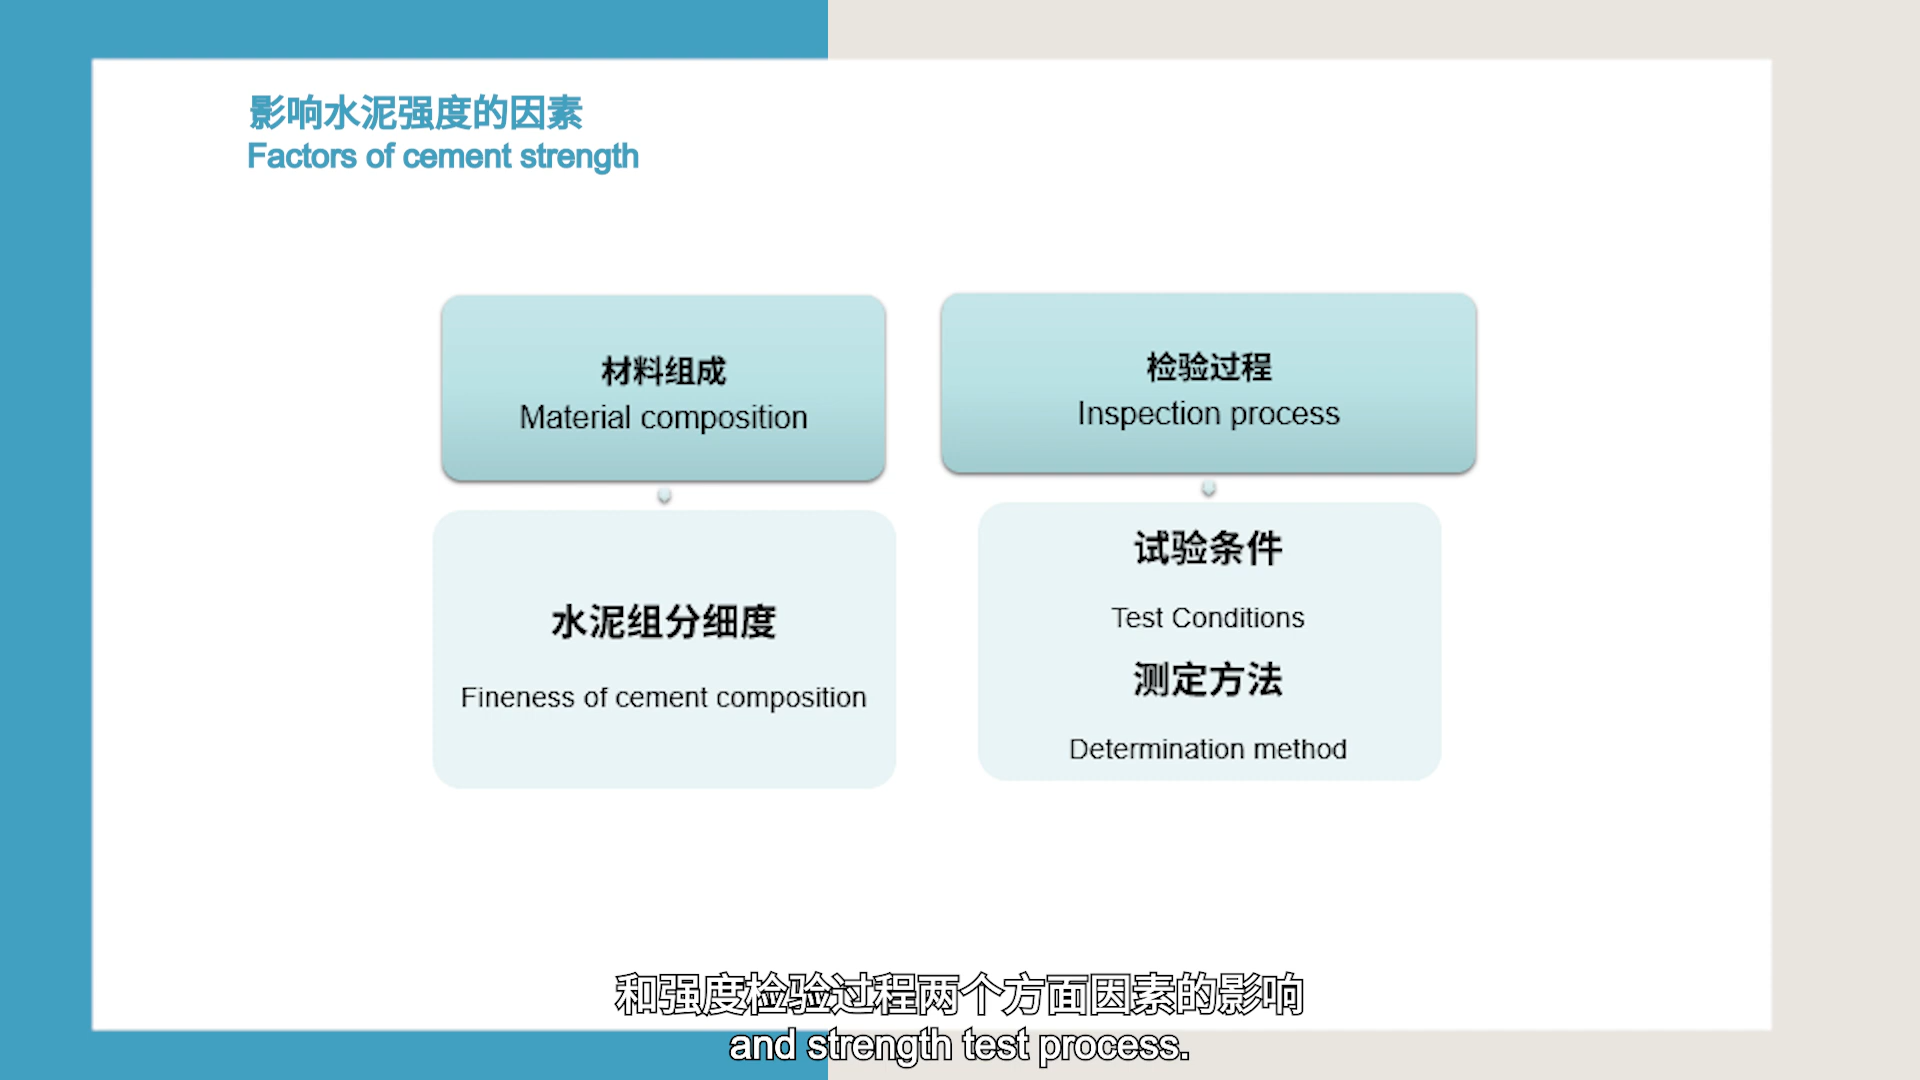 影响水泥强度的因素
Factors of cement strength
材料组成
Material composition
水泥组分细度
Fineness of cement composition
检验过程
Inspection process
试验条件
Test Conditions
测定方法
Determination method
和强度检验过程两个方面因素的影响
and strength test process.